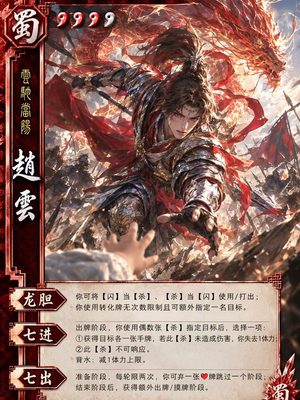 蜀
雲馳當陽
趙雲
龙胆
你可将【闪】当【杀】、【杀】当【闪】使用/打出;
你使用转化牌无次数限制且可额外指定一名目标。
七进
出牌阶段,你使用偶数张【杀】指定目标后,选择一项:
①获得目标各一张手牌,若此【杀】未造成伤害,你失去1体力;
②此【杀】不可响应。
背水:减1体力上限。
七出
准备阶段,每轮限两次,你可弃一张♥牌跳过一个阶段;
结束阶段后,获得额外出牌/摸牌阶段。
蜀